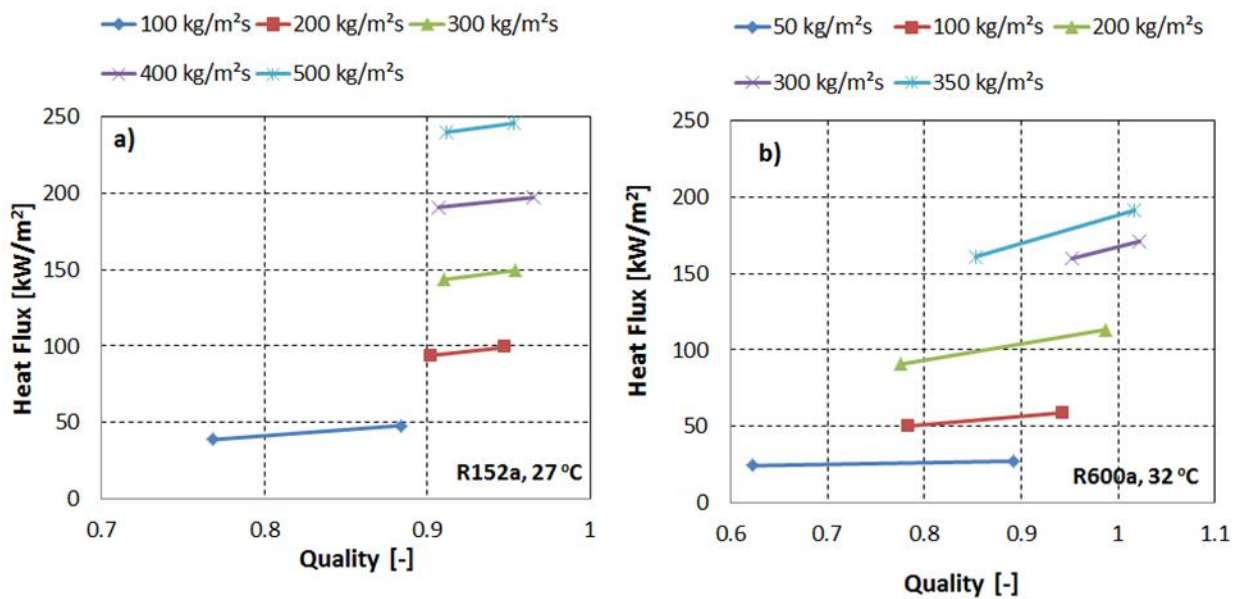 100 kg/m²s 200 kg/m²s 300 kg/m²s
400 kg/m²s 500 kg/m²s
a)
Heat Flux [kW/m²]
250
200
150
100
50
0
0.7 0.8 0.9 1
Quality [-]
R152a, 27 °C
50 kg/m²s 100 kg/m²s 200 kg/m²s
300 kg/m²s 350 kg/m²s
b)
Heat Flux [kW/m²]
250
200
150
100
50
0
0.6 0.7 0.8 0.9 1 1.1
Quality [-]
R600a, 32 °C